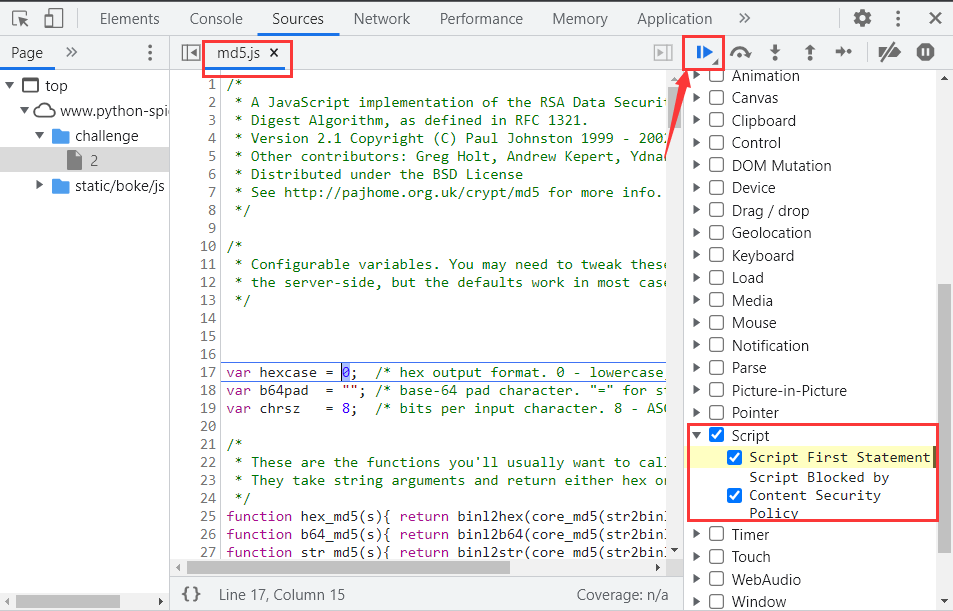 Elements Console Sources Network Performance Memory Application »
Page » md5.js ×
top
www.python-spi
challenge
2
static/boke/js
1 /*
2 * A JavaScript implementation of the RSA Data Securi
3 * Digest Algorithm, as defined in RFC 1321.
4 * Version 2.1 Copyright (C) Paul Johnston 1999 - 2002
5 * Other contributors: Greg Holt, Andrew Kepert, Ydna
6 * Distributed under the BSD License
7 * See http://pajhome.org.uk/crypt/md5 for more info.
8 */
9
10 /*
11 * Configurable variables. You may need to tweak these
12 * the server-side, but the defaults work in most case
13 */
14
15
16
17 var hexcase = 0; /* hex output format. 0 - lowercase
18 var b64pad = ""; /* base-64 pad character. "=" for st
19 var chrsz = 8; /* bits per input character. 8 - ASC
20
21 /*
22 * These are the functions you'll usually want to cal
23 * They take string arguments and return either hex or
24 */
25 function hex_md5(s){ return binl2hex(core_md5(str2binl
26 function b64_md5(s){ return binl2b64(core_md5(str2binl
27 function str_md5(s){ return binl2str(core_md5(str2binl
{} Line 17, Column 15 Coverage: n/a
Animation
Canvas
Clipboard
Control
DOM Mutation
Device
Drag / drop
Geolocation
Keyboard
Load
Media
Mouse
Notification
Parse
Picture-in-Picture
Pointer
Script
Script First Statement
Script Blocked by
Content Security
Policy
Timer
Touch
WebAudio
Window